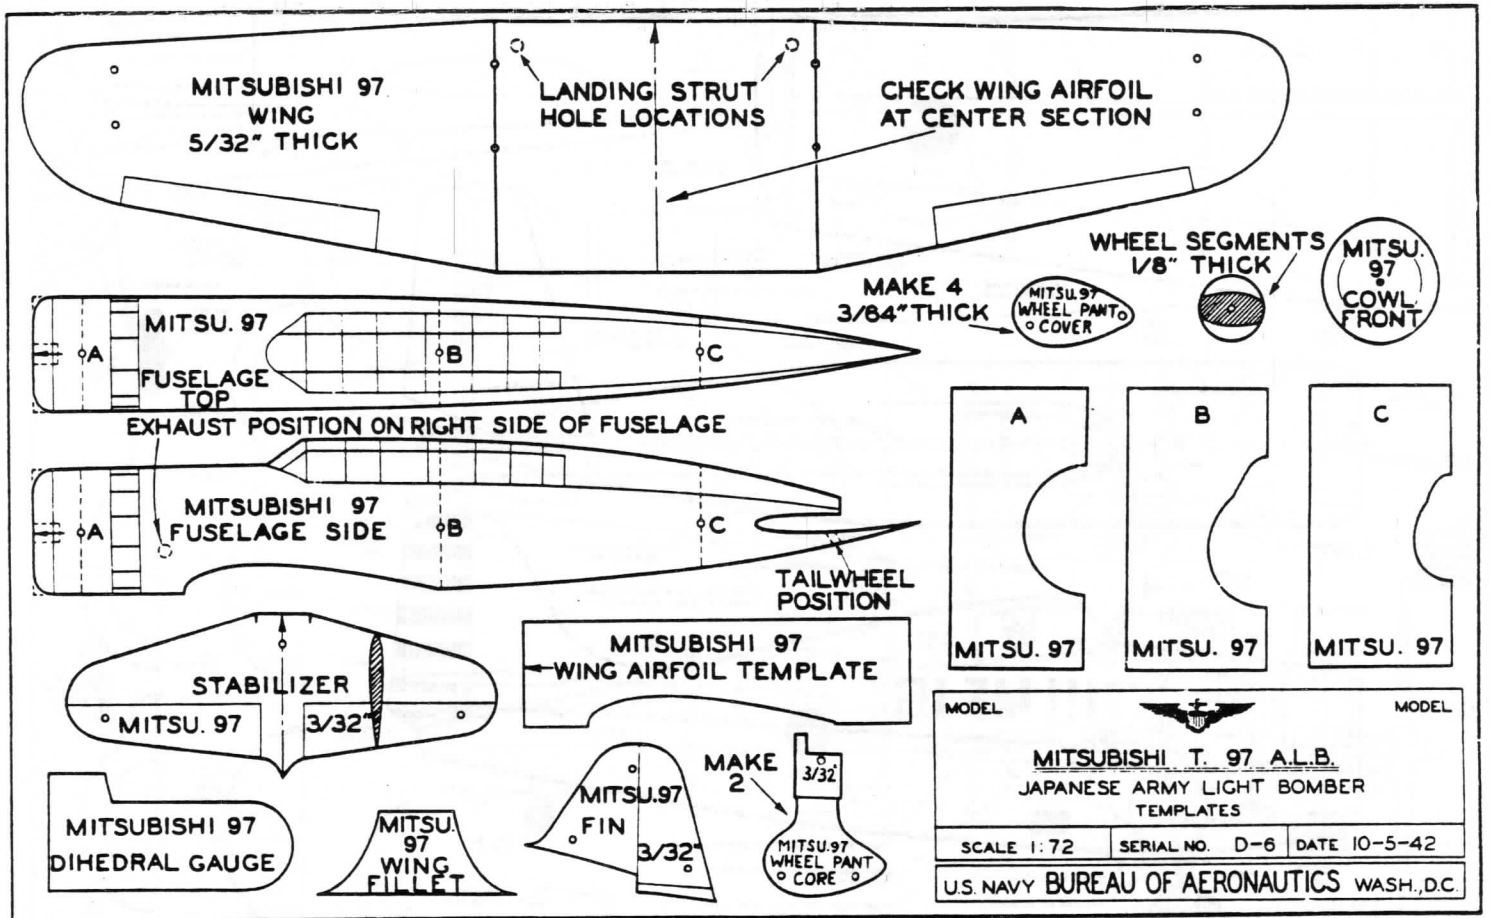 MITSUBISHI 97
WING
5/32" THICK
LANDING STRUT
HOLE LOCATIONS
CHECK WING AIRFOIL
AT CENTER SECTION
WHEEL SEGMENTS
1/8" THICK
MITSU.
97
COWL
FRONT
MAKE 4
3/64" THICK
MITSU.97
WHEEL PANT
COVER
MITSU. 97
A
B
C
FUSELAGE
TOP
EXHAUST POSITION ON RIGHT SIDE OF FUSELAGE
MITSUBISHI 97
FUSELAGE SIDE
A
B
C
TAILWHEEL
POSITION
A
MITSU. 97
B
MITSU. 97
C
MITSU. 97
STABILIZER
MITSU. 97
3/32"
MITSUBISHI 97
WING AIRFOIL TEMPLATE
MITSUBISHI 97
DIHEDRAL GAUGE
MITSU.
97
WING
FILLET
MITSU.97
FIN
3/32"
MAKE
2
3/32"
MITSU.97
WHEEL PANT
CORE
MODEL MODEL
MITSUBISHI T. 97 A.L.B.
JAPANESE ARMY LIGHT BOMBER
TEMPLATES
SCALE 1:72 SERIAL NO. D-6 DATE 10-5-42
U.S. NAVY BUREAU OF AERONAUTICS WASH.,D.C.